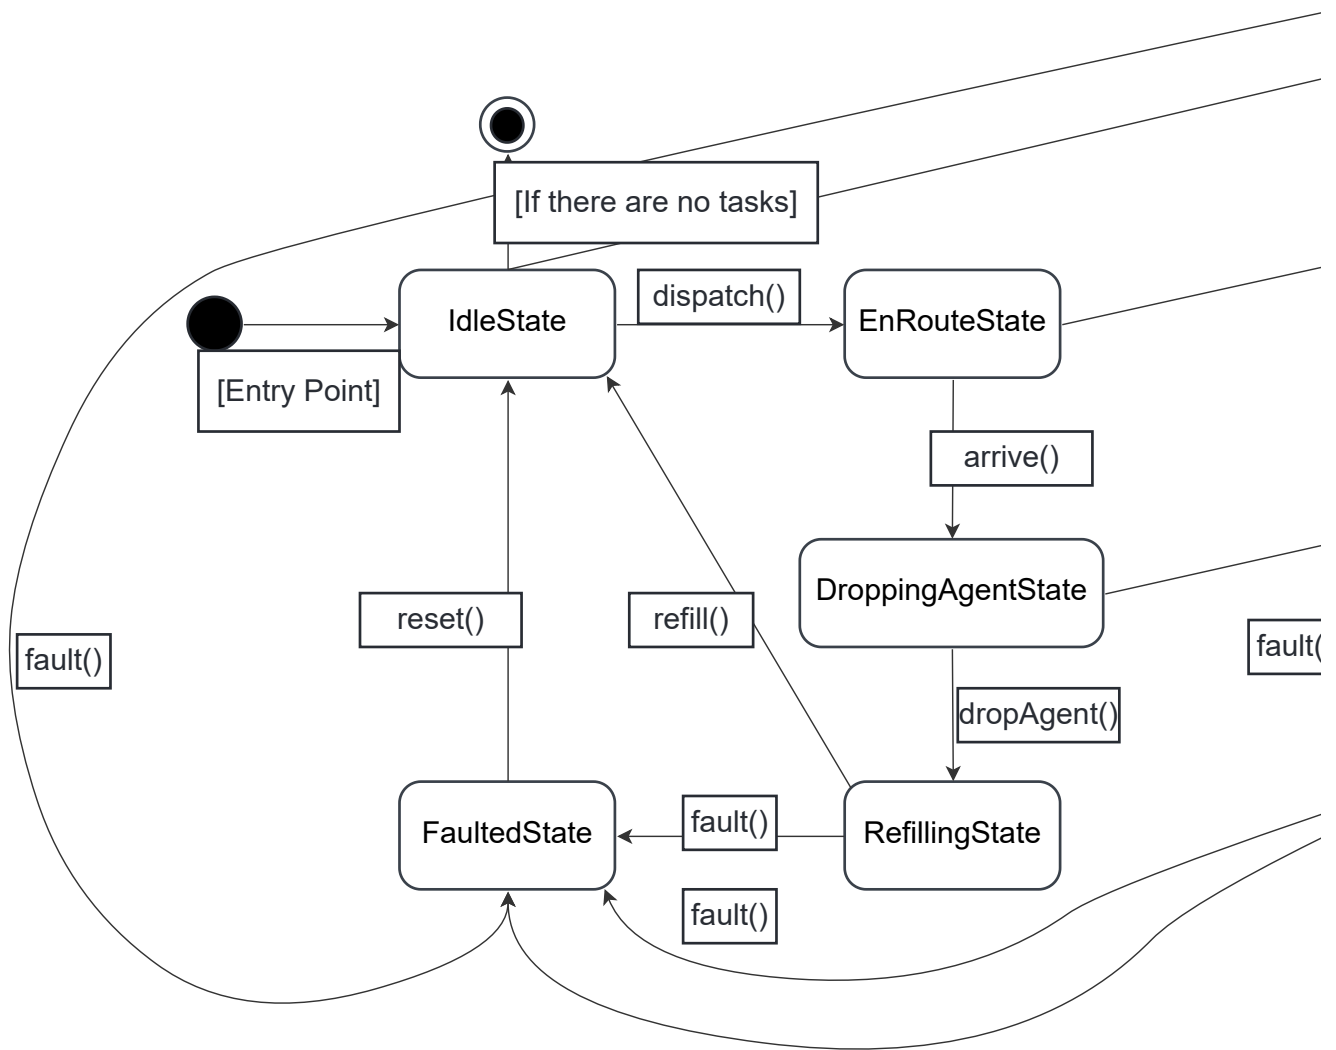 [If there are no tasks]
dispatch()
IdleState
EnRouteState
[Entry Point]
arrive()
DroppingAgentState
reset()
refill()
fault()
fault(
dropAgent()
FaultedState
fault()
RefillingState
fault()